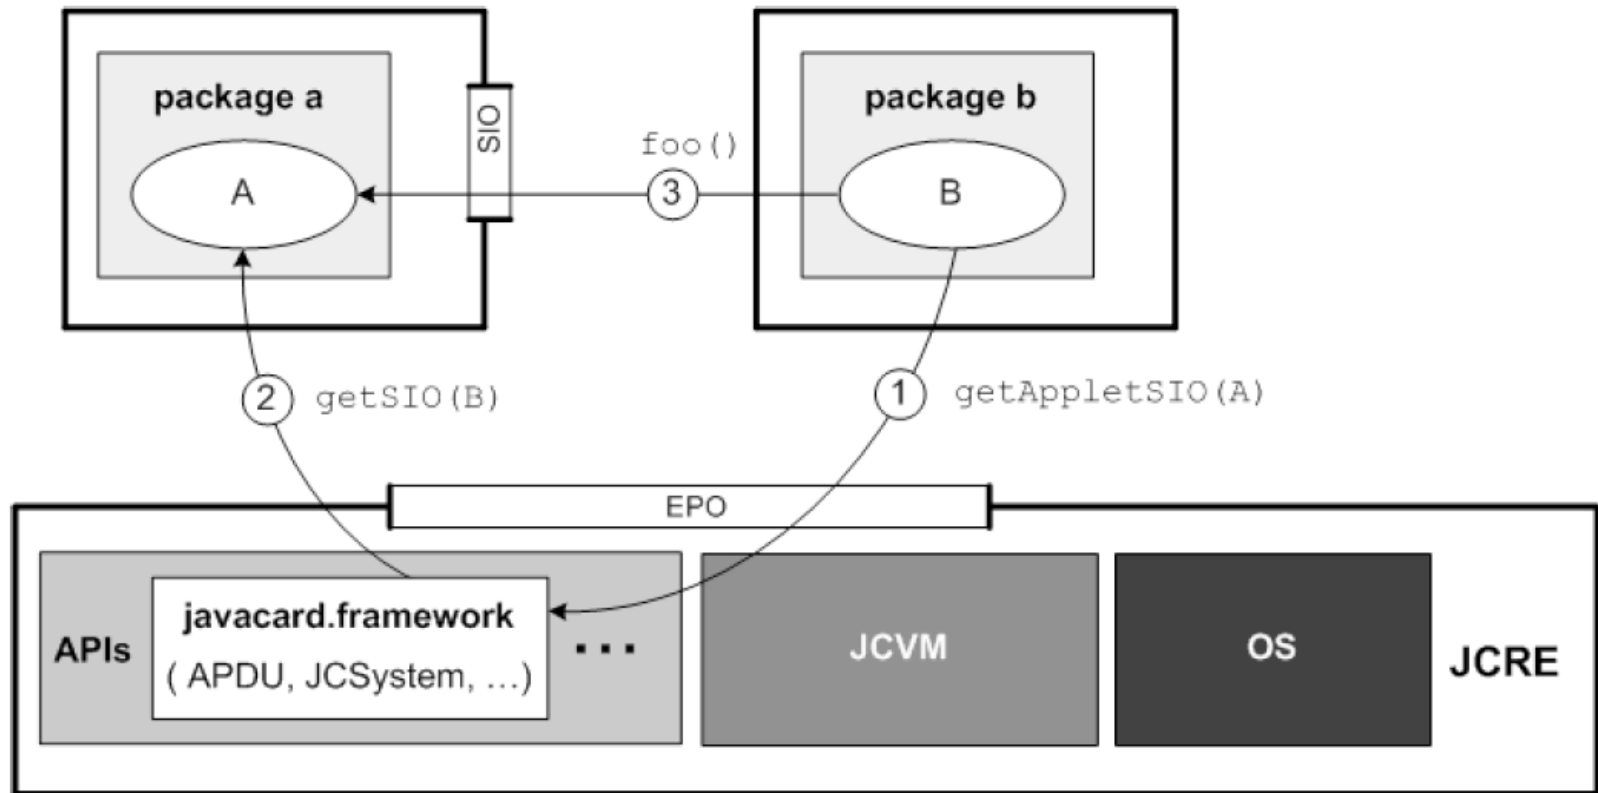 package a
A
SIO
foo()
3
package b
B
2
getSIO(B)
1
getAppletSIO(A)
EPO
APIs
javacard.framework
( APDU, JCSystem, ...)
...
JCVM
OS
JCRE